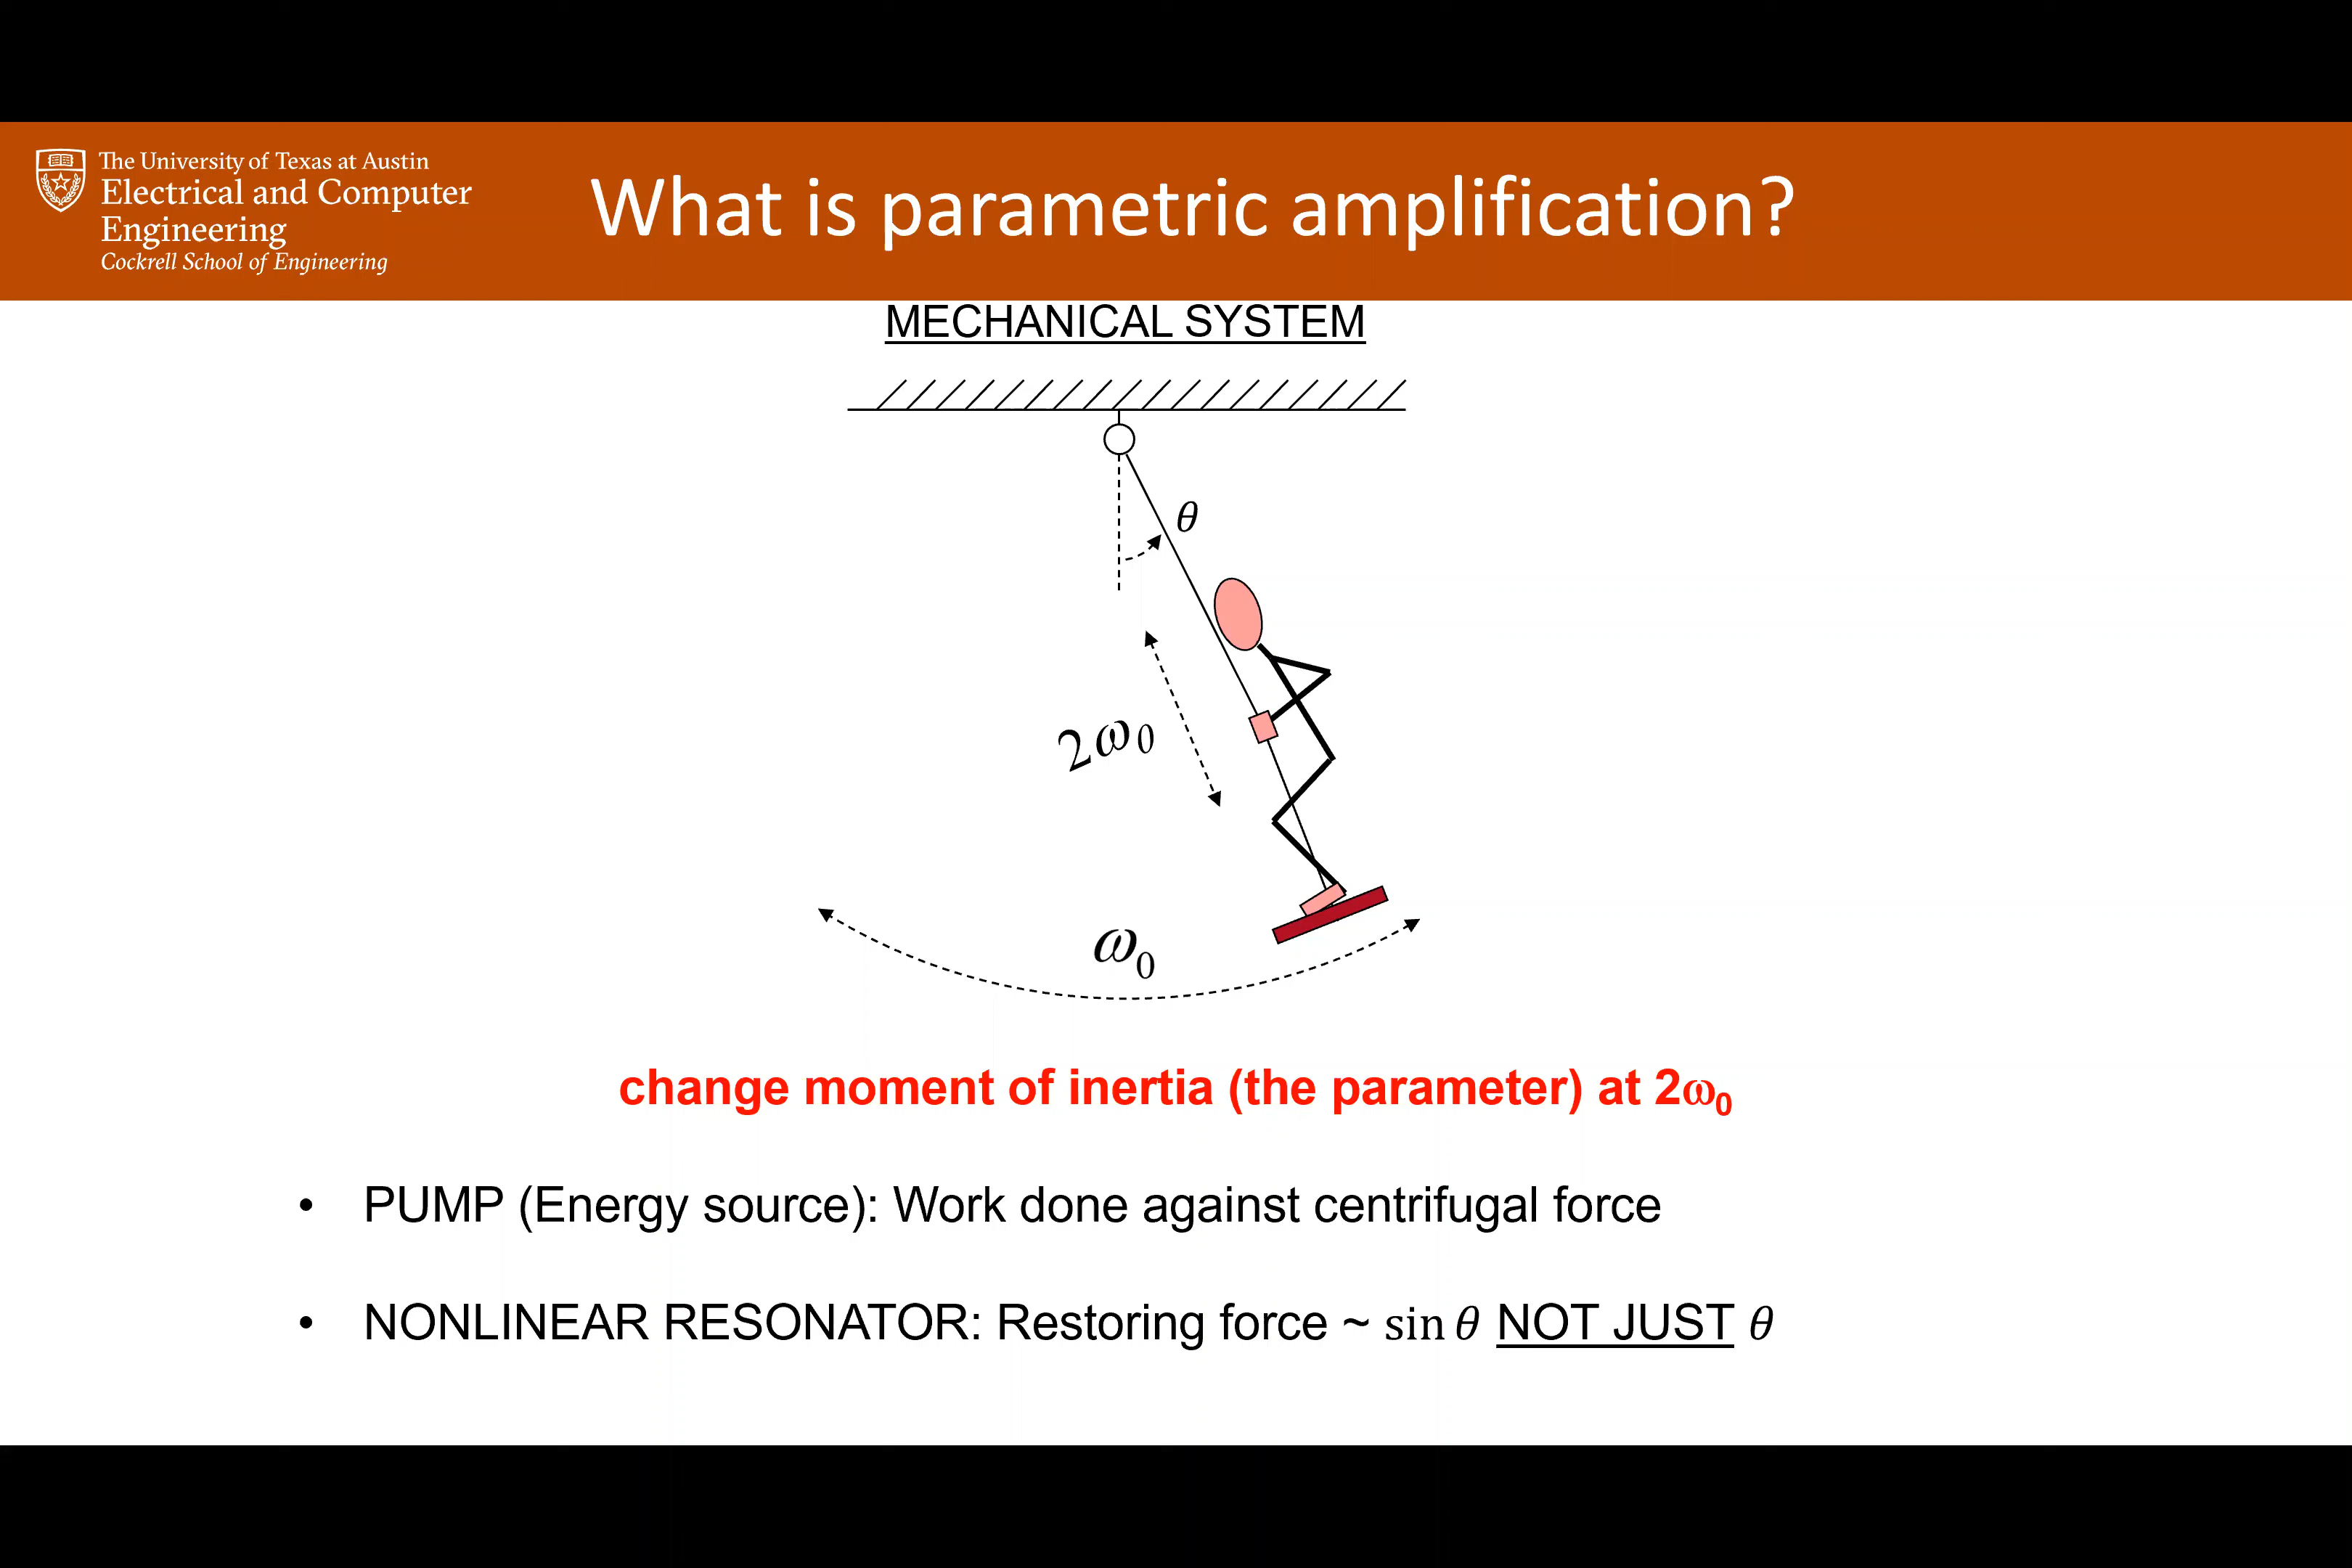 The University of Texas at Austin
Electrical and Computer
Engineering
Cockrell School of Engineering
What is parametric amplification?
MECHANICAL SYSTEM
θ
2ω₀
ω₀
change moment of inertia (the parameter) at 2ω₀
• PUMP (Energy source): Work done against centrifugal force
• NONLINEAR RESONATOR: Restoring force ~ sin θ NOT JUST θ